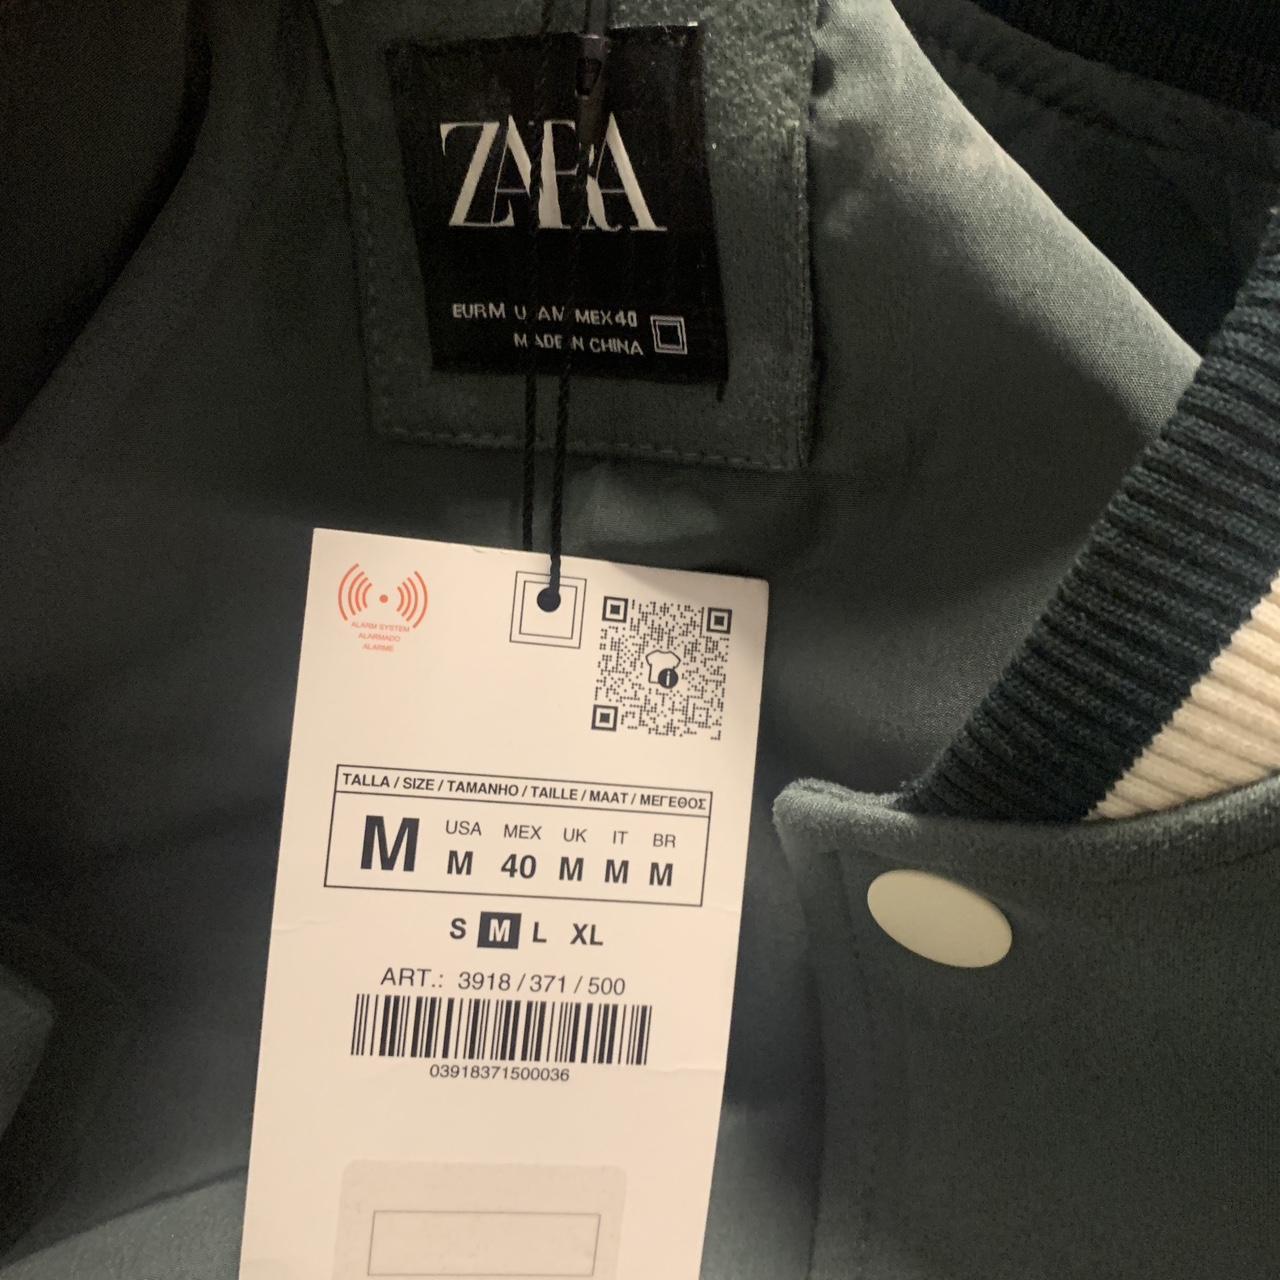 ZARA
EUR M U AM MEX 40
MADE IN CHINA
ALARM SYSTEM
ALARMADO
ALARME
i
TALLA / SIZE / TAMANHO / TAILLE / MAAT / ΜΕΓΕΘΟΣ
M USA MEX UK IT BR
M 40 M M M
S M L XL
ART.: 3918 / 371 / 500
03918371500036